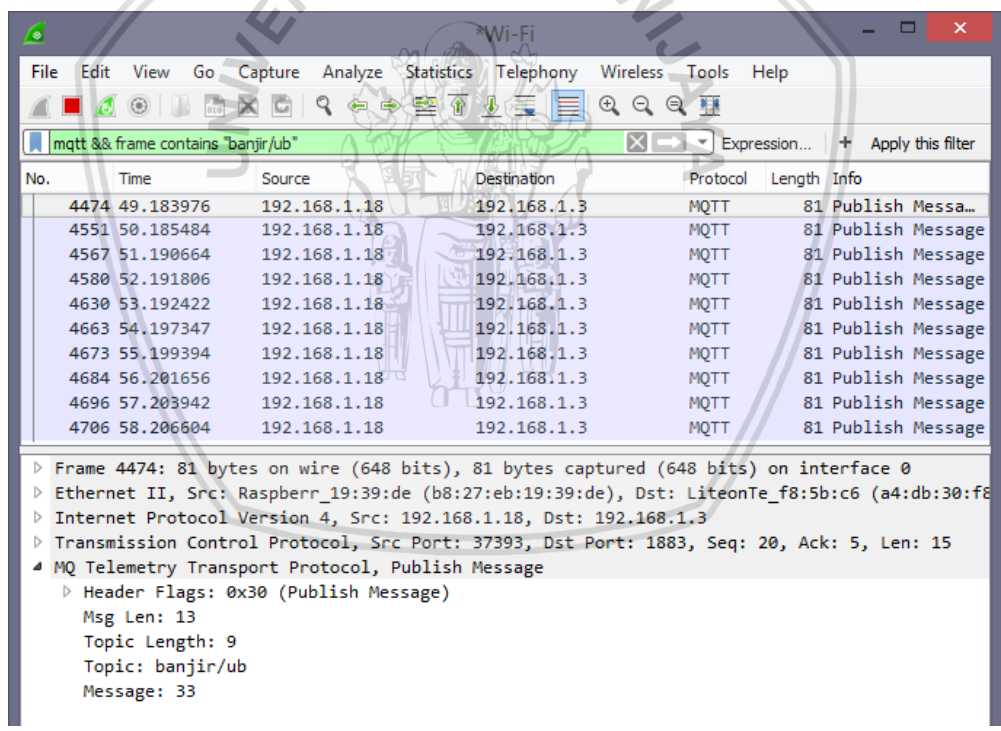 *Wi-Fi
File Edit View Go Capture Analyze Statistics Telephony Wireless Tools Help
mqtt && frame contains "banjir/ub" Expression... + Apply this filter
No. Time Source Destination Protocol Length Info
4474 49.183976 192.168.1.18 192.168.1.3 MQTT 81 Publish Messa…
4551 50.185484 192.168.1.18 192.168.1.3 MQTT 81 Publish Message
4567 51.190664 192.168.1.18 192.168.1.3 MQTT 81 Publish Message
4580 52.191806 192.168.1.18 192.168.1.3 MQTT 81 Publish Message
4630 53.192422 192.168.1.18 192.168.1.3 MQTT 81 Publish Message
4663 54.197347 192.168.1.18 192.168.1.3 MQTT 81 Publish Message
4673 55.199394 192.168.1.18 192.168.1.3 MQTT 81 Publish Message
4684 56.201656 192.168.1.18 192.168.1.3 MQTT 81 Publish Message
4696 57.203942 192.168.1.18 192.168.1.3 MQTT 81 Publish Message
4706 58.206604 192.168.1.18 192.168.1.3 MQTT 81 Publish Message
Frame 4474: 81 bytes on wire (648 bits), 81 bytes captured (648 bits) on interface 0
Ethernet II, Src: Raspberr_19:39:de (b8:27:eb:19:39:de), Dst: LiteonTe_f8:5b:c6 (a4:db:30:f8
Internet Protocol Version 4, Src: 192.168.1.18, Dst: 192.168.1.3
Transmission Control Protocol, Src Port: 37393, Dst Port: 1883, Seq: 20, Ack: 5, Len: 15
MQ Telemetry Transport Protocol, Publish Message
Header Flags: 0x30 (Publish Message)
Msg Len: 13
Topic Length: 9
Topic: banjir/ub
Message: 33